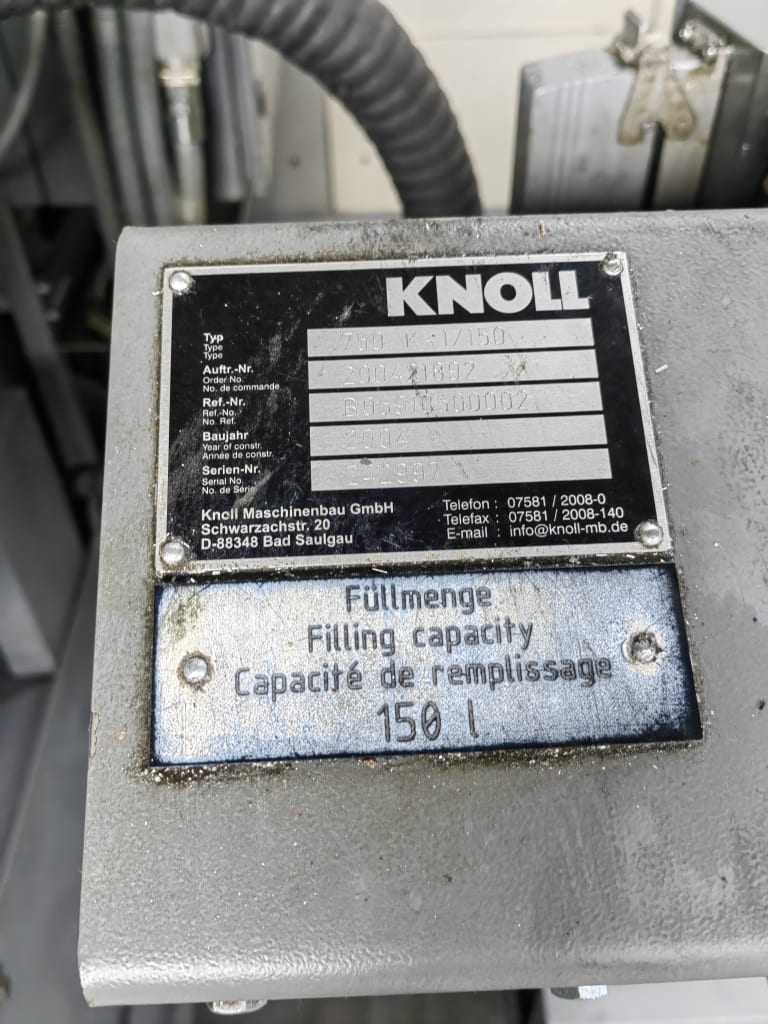 KNOLL
Typ
Type
Type
750 K-1/150
Auftr.-Nr.
Order No.
No. de commande
Ref.-Nr.
Ref.-No.
No. Ref.
Baujahr
Year of constr.
Année de constr.
2004
Serien-Nr.
Serial No.
No. de Série
Knoll Maschinenbau GmbH
Schwarzachstr. 20
D-88348 Bad Saulgau
Telefon : 07581 / 2008-0
Telefax : 07581 / 2008-140
E-mail : info@knoll-mb.de
Füllmenge
Filling capacity
Capacité de remplissage
150 l